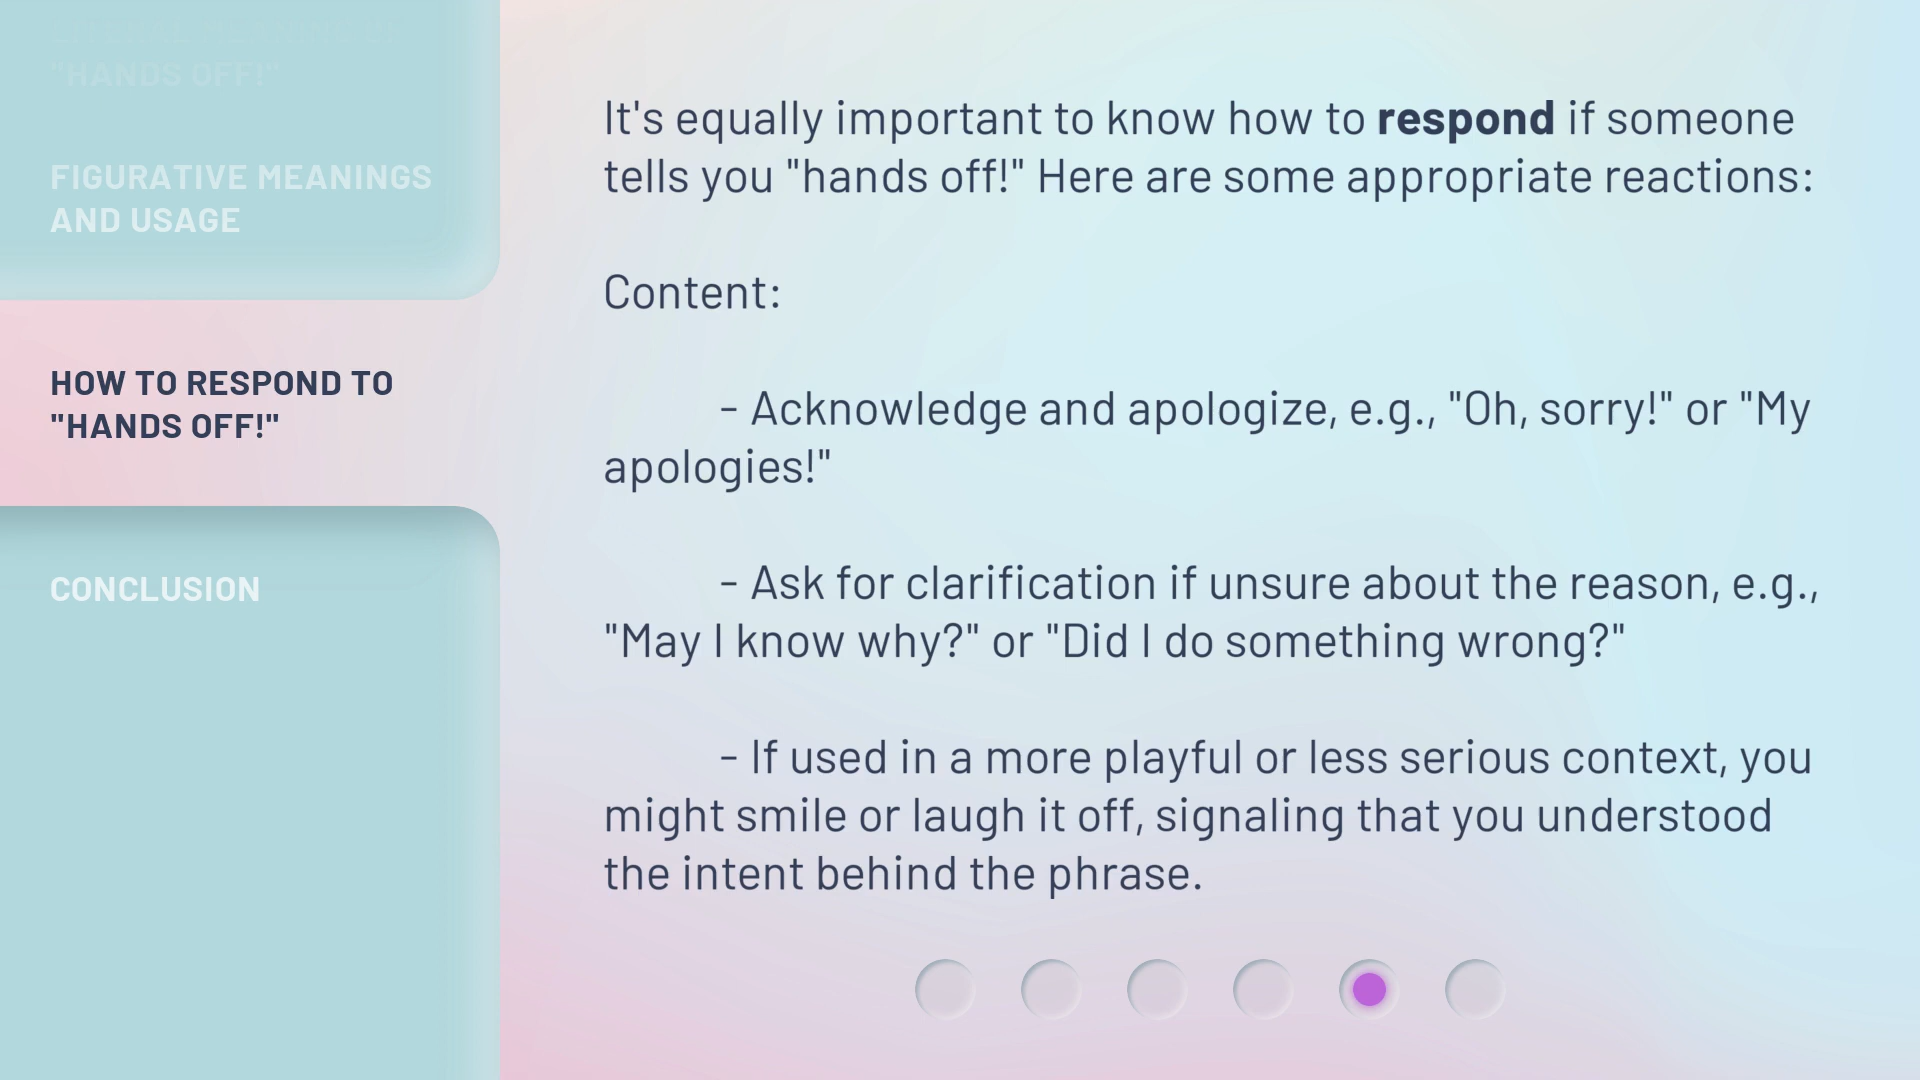 LITERAL MEANING OF
"HANDS OFF!"
FIGURATIVE MEANINGS
AND USAGE
HOW TO RESPOND TO
"HANDS OFF!"
CONCLUSION
It's equally important to know how to respond if someone
tells you "hands off!" Here are some appropriate reactions:
Content:
- Acknowledge and apologize, e.g., "Oh, sorry!" or "My
apologies!"
- Ask for clarification if unsure about the reason, e.g.,
"May I know why?" or "Did I do something wrong?"
- If used in a more playful or less serious context, you
might smile or laugh it off, signaling that you understood
the intent behind the phrase.